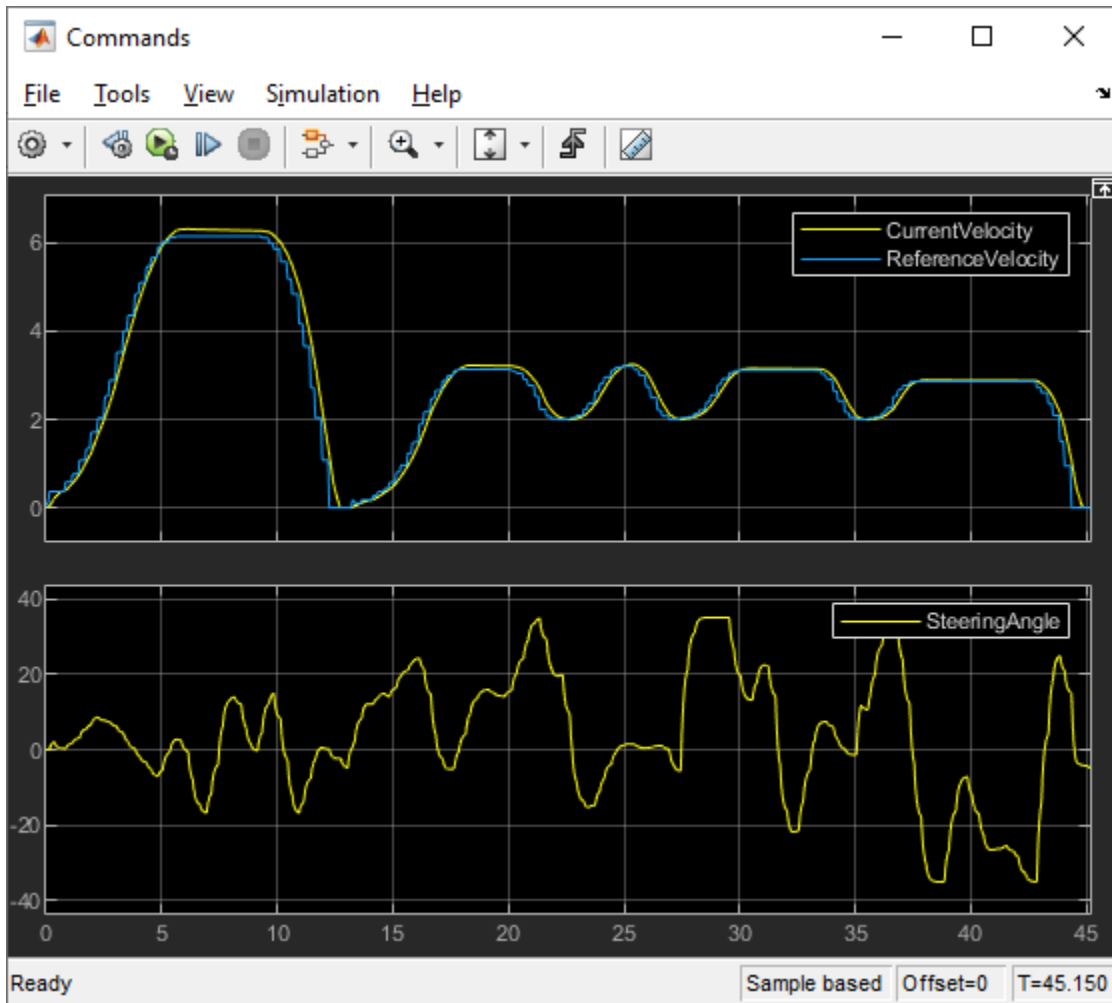 Commands
File Tools View Simulation Help
6
4
2
0
CurrentVelocity
ReferenceVelocity
40
20
0
-20
-40
SteeringAngle
0 5 10 15 20 25 30 35 40 45
Ready Sample based Offset=0 T=45.150